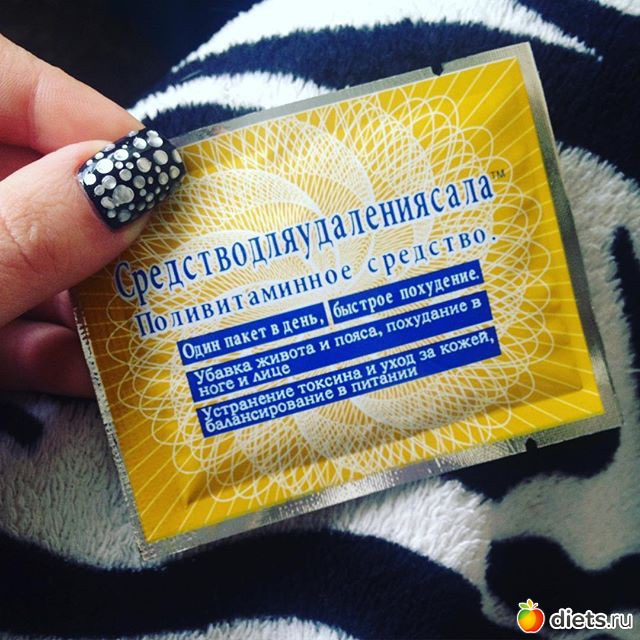 Средстводляудалениясала™
Поливитаминное средство.
Один пакет в день, быстрое похудение.
Убавка живота и пояса, похудание в
ноге и лице
Устранение токсина и уход за кожей,
балансирование в питании
diets.ru